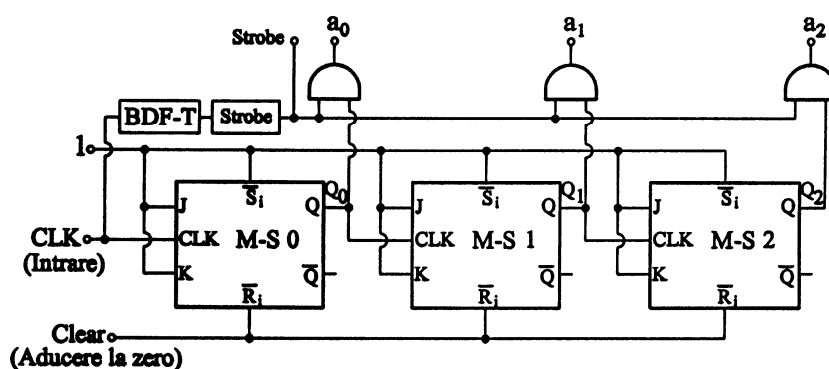 a0 a1 a2
Strobe
BDF-T Strobe
1
S̅i S̅i S̅i
Q0 Q1 Q2
J Q J Q J Q
CLK
(Intrare)
CLK M-S 0 CLK M-S 1 CLK M-S 2
K Q̅ K Q̅ K Q̅
R̅i R̅i R̅i
Clear
(Aducere la zero)